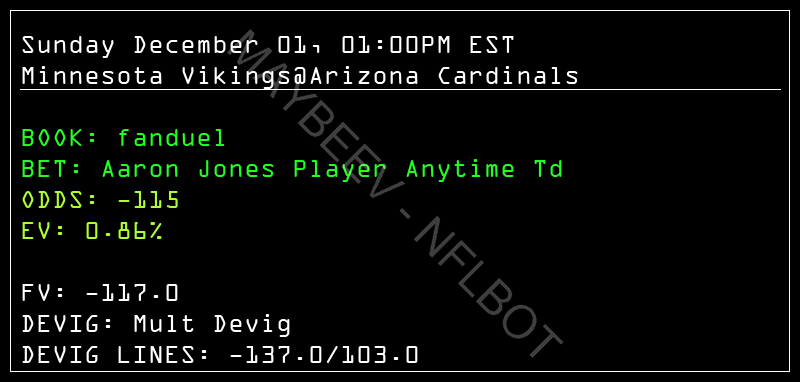 Sunday December 01, 01:00PM EST
Minnesota Vikings@Arizona Cardinals
BOOK: fanduel
BET: Aaron Jones Player Anytime Td
ODDS: -115
EV: 0.86%
FV: -117.0
DEVIG: Mult Devig
DEVIG LINES: -137.0/103.0
MAYBEEV - NFLBOT